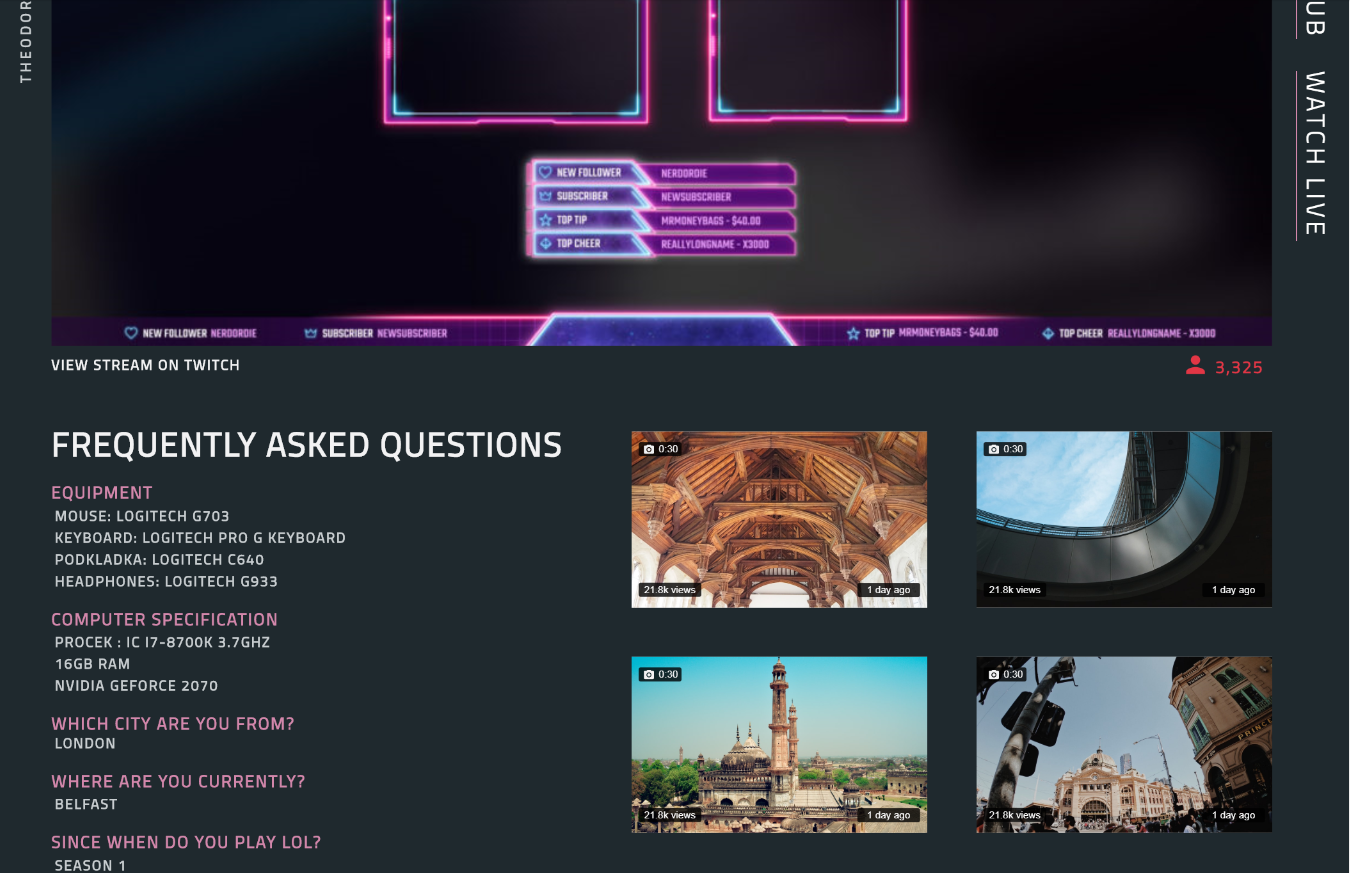 THEODOR
UB
WATCH LIVE
NEW FOLLOWER NERDORDIE
SUBSCRIBER NEWSUBSCRIBER
TOP TIP MRMONEYBAGS - $40.00
TOP CHEER REALLYLONGNAME - X3000
NEW FOLLOWER NERDORDIE SUBSCRIBER NEWSUBSCRIBER TOP TIP MRMONEYBAGS - $40.00 TOP CHEER REALLYLONGNAME - X3000
VIEW STREAM ON TWITCH
3,325
FREQUENTLY ASKED QUESTIONS
EQUIPMENT
MOUSE: LOGITECH G703
KEYBOARD: LOGITECH PRO G KEYBOARD
PODKLADKA: LOGITECH C640
HEADPHONES: LOGITECH G933
COMPUTER SPECIFICATION
PROCEK : IC I7-8700K 3.7GHZ
16GB RAM
NVIDIA GEFORCE 2070
WHICH CITY ARE YOU FROM?
LONDON
WHERE ARE YOU CURRENTLY?
BELFAST
SINCE WHEN DO YOU PLAY LOL?
SEASON 1
0:30
21.8k views 1 day ago
0:30
21.8k views 1 day ago
0:30
21.8k views 1 day ago
0:30
PRINC
21.8k views 1 day ago